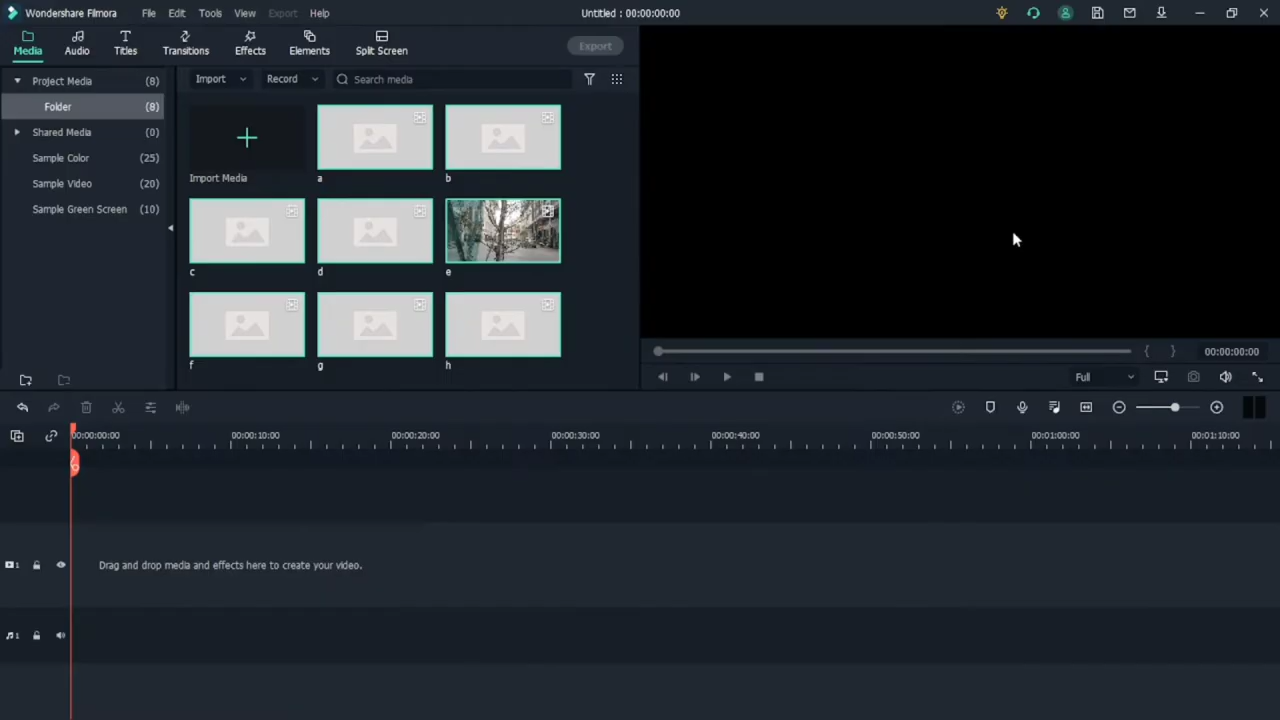 Wondershare Filmora File Edit Tools View Export Help Untitled : 00:00:00:00
Media Audio Titles Transitions Effects Elements Split Screen Export
Project Media (8) Import Record Search media
Folder (8)
Shared Media (0)
Sample Color (25)
Sample Video (20)
Sample Green Screen (10)
Import Media a b
c d e
f g h
{ } 00:00:00:00
Full
00:00:00:00 00:00:10:00 00:00:20:00 00:00:30:00 00:00:40:00 00:00:50:00 00:01:00:00 00:01:10:00
1 Drag and drop media and effects here to create your video.
1